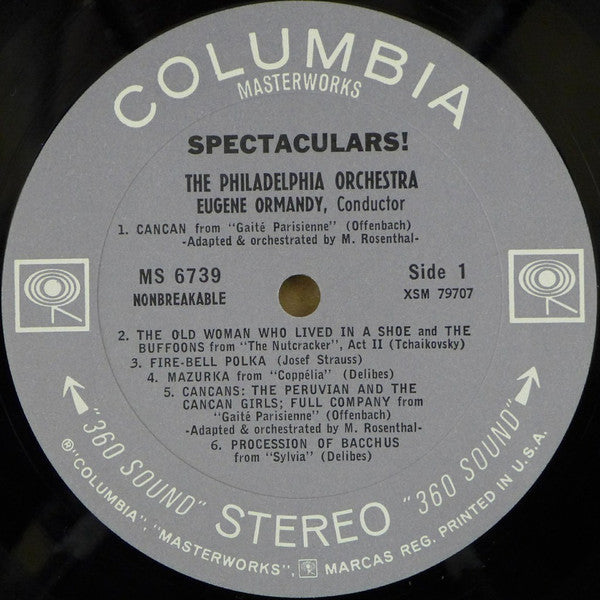 COLUMBIA
MASTERWORKS
SPECTACULARS!
THE PHILADELPHIA ORCHESTRA
EUGENE ORMANDY, Conductor
1. CANCAN from "Gaité Parisienne" (Offenbach)
-Adapted & orchestrated by M. Rosenthal-
MS 6739
NONBREAKABLE
Side 1
XSM 79707
2. THE OLD WOMAN WHO LIVED IN A SHOE and THE
BUFFOONS from "The Nutcracker", Act II (Tchaikovsky)
3. FIRE-BELL POLKA (Josef Strauss)
4. MAZURKA from "Coppélia" (Delibes)
5. CANCANS: THE PERUVIAN AND THE
CANCAN GIRLS; FULL COMPANY from
"Gaité Parisienne" (Offenbach)
-Adapted & orchestrated by M. Rosenthal-
6. PROCESSION OF BACCHUS
from "Sylvia" (Delibes)
"360 SOUND" STEREO "360 SOUND"
®"COLUMBIA", "MASTERWORKS", MARCAS REG. PRINTED IN U.S.A.